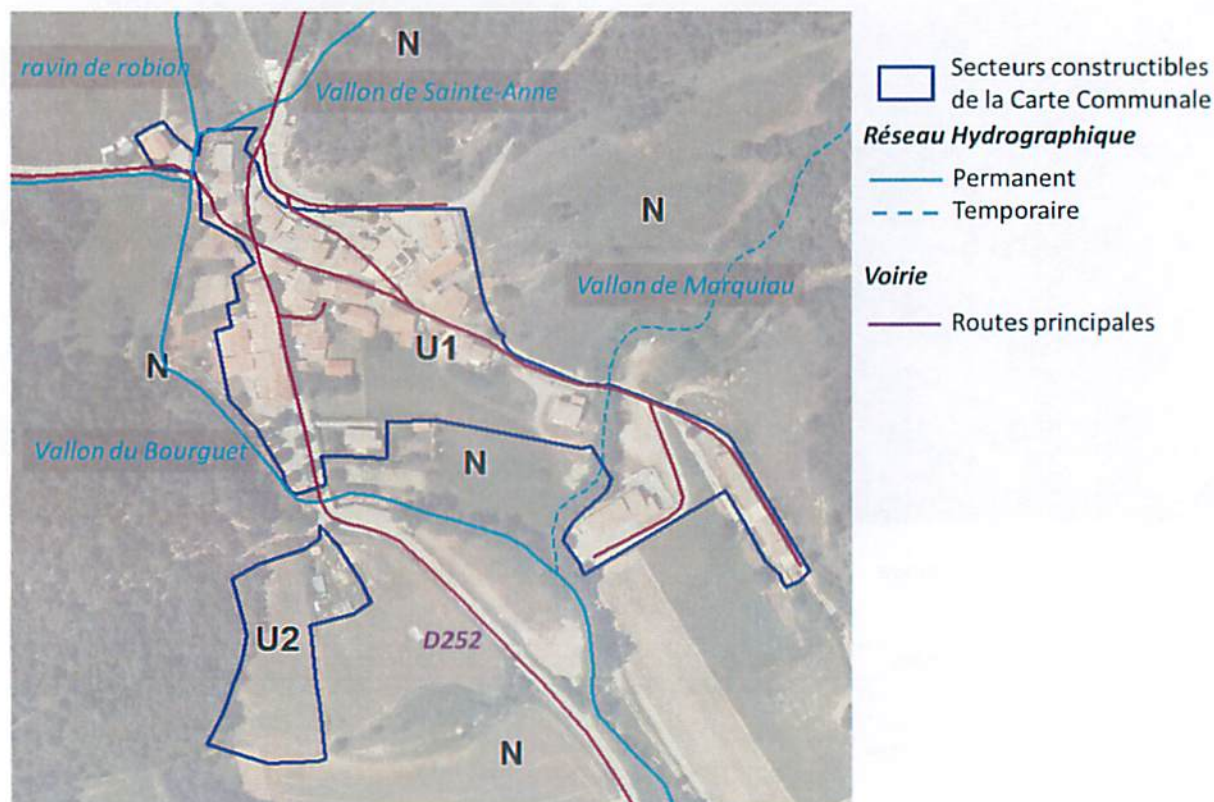 N
ravin de robion
Vallon de Sainte-Anne
N
Vallon de Marquiau
U1
N
Vallon du Bourguet
N
U2
D252
N
Secteurs constructibles
de la Carte Communale
Réseau Hydrographique
Permanent
Temporaire
Voirie
Routes principales